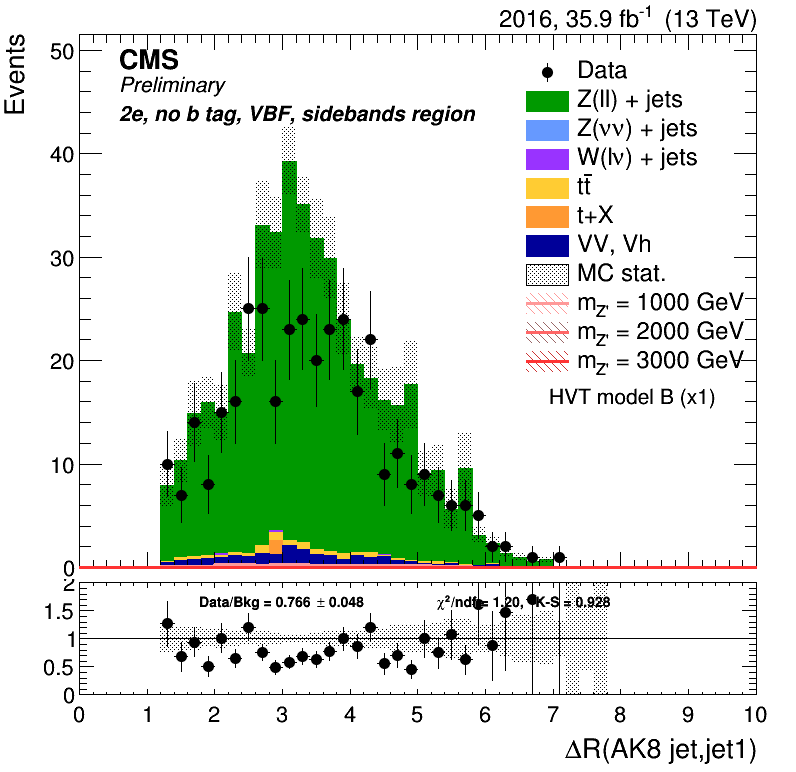 2016, 35.9 fb⁻¹ (13 TeV)
Events
CMS
Preliminary
2e, no b tag, VBF, sidebands region
Data
Z(ll) + jets
Z(νν) + jets
W(lν) + jets
tt̄
t+X
VV, Vh
MC stat.
m_Z' = 1000 GeV
m_Z' = 2000 GeV
m_Z' = 3000 GeV
HVT model B (x1)
50
40
30
20
10
0
Data/Bkg = 0.766 ± 0.048
χ²/ndf = 1.20, K-S = 0.928
2
1.5
1
0.5
0
0 1 2 3 4 5 6 7 8 9 10
ΔR(AK8 jet,jet1)